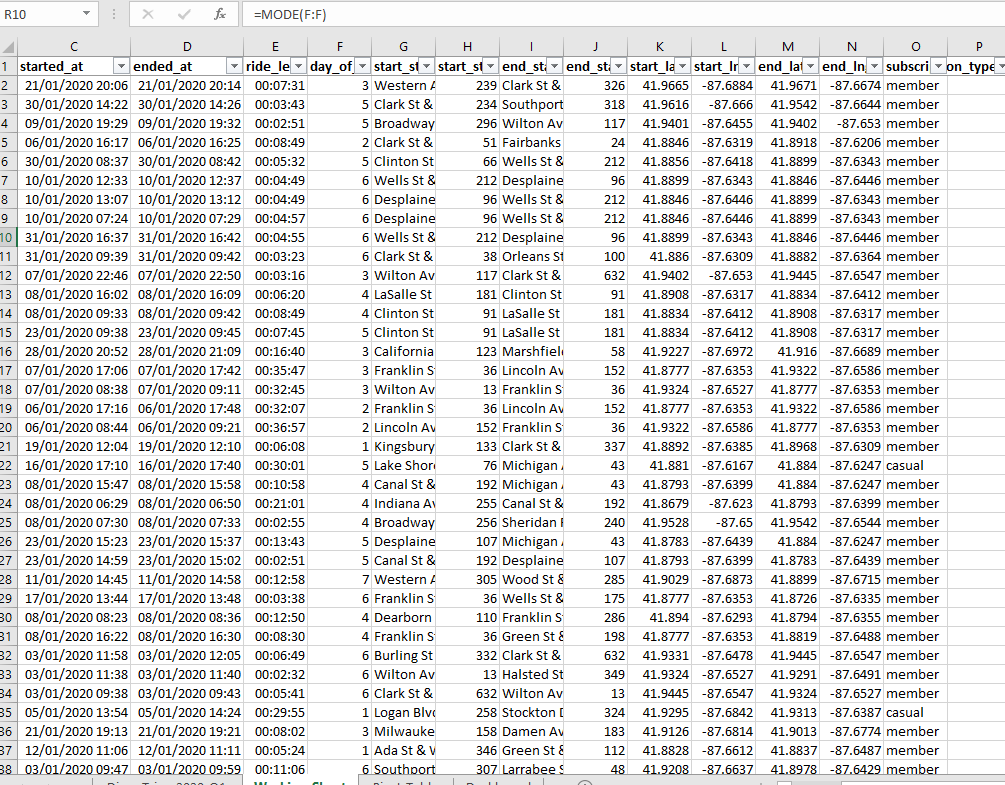 R10 =MODE(F:F)
C D E F G H I J K L M N O P
1 started_at ended_at ride_le day_of_ start_st start_st end_sta end_sta start_la start_ln end_lat end_ln subscri on_type
2 21/01/2020 20:06 21/01/2020 20:14 00:07:31 3 Western A 239 Clark St & 326 41.9665 -87.6884 41.9671 -87.6674 member
3 30/01/2020 14:22 30/01/2020 14:26 00:03:43 5 Clark St & 234 Southport 318 41.9616 -87.666 41.9542 -87.6644 member
4 09/01/2020 19:29 09/01/2020 19:32 00:02:51 5 Broadway 296 Wilton Av 117 41.9401 -87.6455 41.9402 -87.653 member
5 06/01/2020 16:17 06/01/2020 16:25 00:08:49 2 Clark St & 51 Fairbanks 24 41.8846 -87.6319 41.8918 -87.6206 member
6 30/01/2020 08:37 30/01/2020 08:42 00:05:32 5 Clinton St 66 Wells St & 212 41.8856 -87.6418 41.8899 -87.6343 member
7 10/01/2020 12:33 10/01/2020 12:37 00:04:49 6 Wells St & 212 Desplaine 96 41.8899 -87.6343 41.8846 -87.6446 member
8 10/01/2020 13:07 10/01/2020 13:12 00:04:49 6 Desplaine 96 Wells St & 212 41.8846 -87.6446 41.8899 -87.6343 member
9 10/01/2020 07:24 10/01/2020 07:29 00:04:57 6 Desplaine 96 Wells St & 212 41.8846 -87.6446 41.8899 -87.6343 member
10 31/01/2020 16:37 31/01/2020 16:42 00:04:55 6 Wells St & 212 Desplaine 96 41.8899 -87.6343 41.8846 -87.6446 member
11 31/01/2020 09:39 31/01/2020 09:42 00:03:23 6 Clark St & 38 Orleans St 100 41.886 -87.6309 41.8882 -87.6364 member
12 07/01/2020 22:46 07/01/2020 22:50 00:03:16 3 Wilton Av 117 Clark St & 632 41.9402 -87.653 41.9445 -87.6547 member
13 08/01/2020 16:02 08/01/2020 16:09 00:06:20 4 LaSalle St 181 Clinton St 91 41.8908 -87.6317 41.8834 -87.6412 member
14 08/01/2020 09:33 08/01/2020 09:42 00:08:49 4 Clinton St 91 LaSalle St 181 41.8834 -87.6412 41.8908 -87.6317 member
15 23/01/2020 09:38 23/01/2020 09:45 00:07:45 5 Clinton St 91 LaSalle St 181 41.8834 -87.6412 41.8908 -87.6317 member
16 28/01/2020 20:52 28/01/2020 21:09 00:16:40 3 California 123 Marshfiel 58 41.9227 -87.6972 41.916 -87.6689 member
17 07/01/2020 17:06 07/01/2020 17:42 00:35:47 3 Franklin S 36 Lincoln Av 152 41.8777 -87.6353 41.9322 -87.6586 member
18 07/01/2020 08:38 07/01/2020 09:11 00:32:45 3 Wilton Av 13 Franklin S 36 41.9324 -87.6527 41.8777 -87.6353 member
19 06/01/2020 17:16 06/01/2020 17:48 00:32:07 2 Franklin S 36 Lincoln Av 152 41.8777 -87.6353 41.9322 -87.6586 member
20 06/01/2020 08:44 06/01/2020 09:21 00:36:57 2 Lincoln Av 152 Franklin S 36 41.9322 -87.6586 41.8777 -87.6353 member
21 19/01/2020 12:04 19/01/2020 12:10 00:06:08 1 Kingsbury 133 Clark St & 337 41.8892 -87.6385 41.8968 -87.6309 member
22 16/01/2020 17:10 16/01/2020 17:40 00:30:01 5 Lake Shor 76 Michigan 43 41.881 -87.6167 41.884 -87.6247 casual
23 08/01/2020 15:47 08/01/2020 15:58 00:10:58 4 Canal St & 192 Michigan 43 41.8793 -87.6399 41.884 -87.6247 member
24 08/01/2020 06:29 08/01/2020 06:50 00:21:01 4 Indiana Av 255 Canal St & 192 41.8679 -87.623 41.8793 -87.6399 member
25 08/01/2020 07:30 08/01/2020 07:33 00:02:55 4 Broadway 256 Sheridan 240 41.9528 -87.65 41.9542 -87.6544 member
26 23/01/2020 15:23 23/01/2020 15:37 00:13:43 5 Desplaine 107 Michigan 43 41.8783 -87.6439 41.884 -87.6247 member
27 23/01/2020 14:59 23/01/2020 15:02 00:02:51 5 Canal St & 192 Desplaine 107 41.8793 -87.6399 41.8783 -87.6439 member
28 11/01/2020 14:45 11/01/2020 14:58 00:12:58 7 Western A 305 Wood St & 285 41.9029 -87.6873 41.8899 -87.6715 member
29 17/01/2020 13:44 17/01/2020 13:48 00:03:38 6 Franklin S 36 Wells St & 175 41.8777 -87.6353 41.8726 -87.6335 member
30 08/01/2020 08:23 08/01/2020 08:36 00:12:50 4 Dearborn 110 Franklin S 286 41.894 -87.6293 41.8794 -87.6355 member
31 08/01/2020 16:22 08/01/2020 16:30 00:08:30 4 Franklin S 36 Green St & 198 41.8777 -87.6353 41.8819 -87.6488 member
32 03/01/2020 11:58 03/01/2020 12:05 00:06:49 6 Burling St 332 Clark St & 632 41.9331 -87.6478 41.9445 -87.6547 member
33 03/01/2020 11:38 03/01/2020 11:40 00:02:32 6 Wilton Av 13 Halsted St 349 41.9324 -87.6527 41.9291 -87.6491 member
34 03/01/2020 09:38 03/01/2020 09:43 00:05:41 6 Clark St & 632 Wilton Av 13 41.9445 -87.6547 41.9324 -87.6527 member
35 05/01/2020 13:54 05/01/2020 14:24 00:29:55 1 Logan Blv 258 Stockton D 324 41.9295 -87.6842 41.9313 -87.6387 casual
36 21/01/2020 19:13 21/01/2020 19:21 00:08:02 3 Milwauke 158 Damen Av 183 41.9126 -87.6814 41.9013 -87.6774 member
37 12/01/2020 11:06 12/01/2020 11:11 00:05:24 1 Ada St & W 346 Green St & 112 41.8828 -87.6612 41.8837 -87.6487 member
38 03/01/2020 09:47 03/01/2020 09:59 00:11:06 6 Southport 307 Larrabee S 48 41.9208 -87.6637 41.8978 -87.6429 member